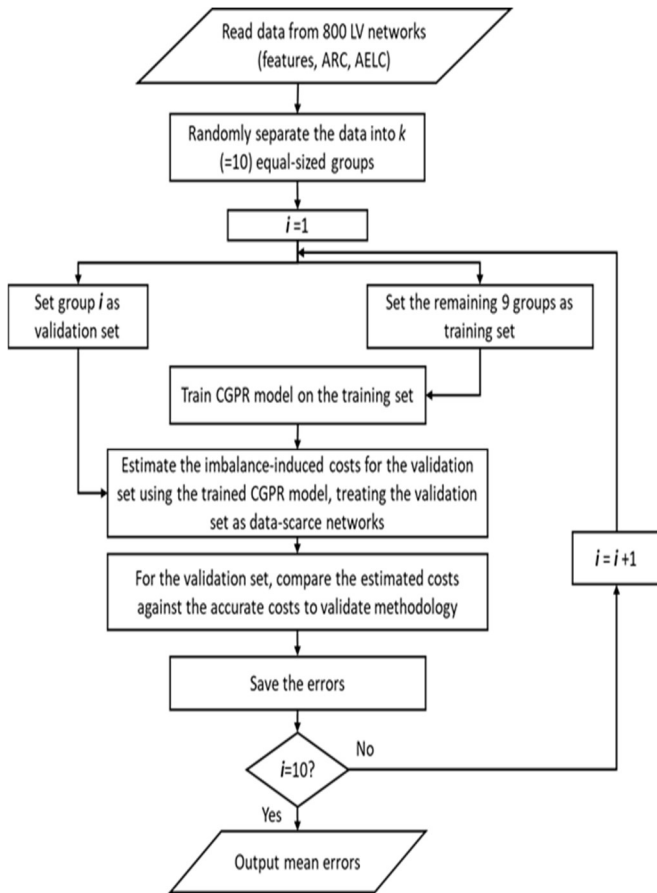 Read data from 800 LV networks
(features, ARC, AELC)
Randomly separate the data into k
(=10) equal-sized groups
i=1
Set group i as
validation set
Set the remaining 9 groups as
training set
Train CGPR model on the training set
Estimate the imbalance-induced costs for the validation
set using the trained CGPR model, treating the validation
set as data-scarce networks
i= i+1
For the validation set, compare the estimated costs
against the accurate costs to validate methodology
Save the errors
i=10?
No
Yes
Output mean errors